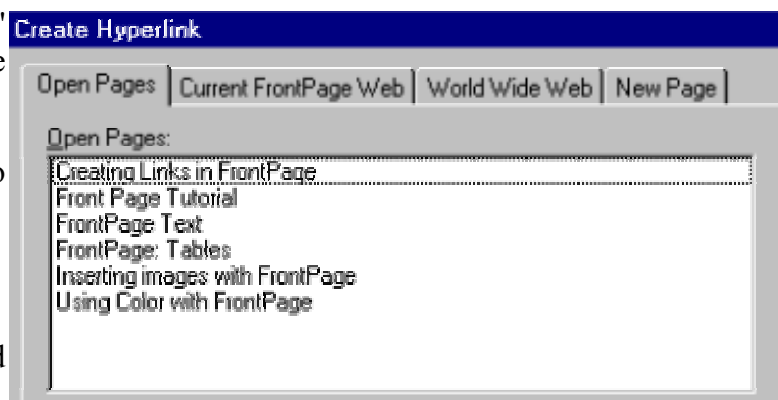 Create Hyperlink
Open Pages Current FrontPage Web World Wide Web New Page
Open Pages:
Creating Links in FrontPage
Front Page Tutorial
FrontPage Text
FrontPage: Tables
Inserting images with FrontPage
Using Color with FrontPage